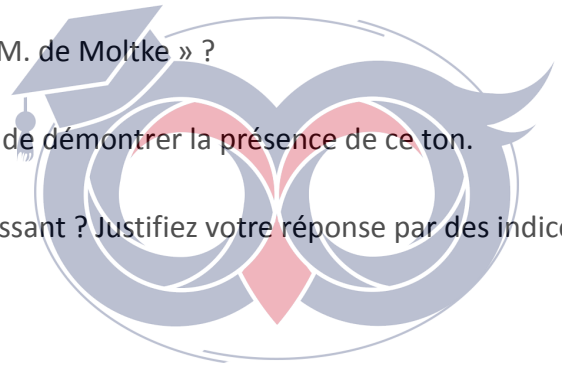 M. de Moltke » ?
de démontrer la présence de ce ton.
ssant ? Justifiez votre réponse par des indic